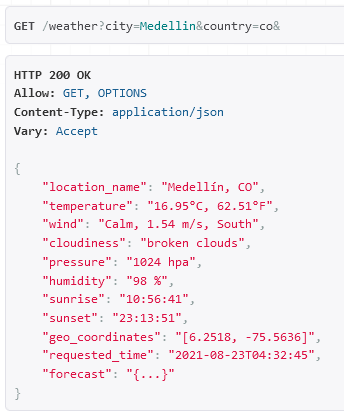 GET /weather?city=Medellin&country=co&
HTTP 200 OK
Allow: GET, OPTIONS
Content-Type: application/json
Vary: Accept
{
"location_name": "Medellín, CO",
"temperature": "16.95°C, 62.51°F",
"wind": "Calm, 1.54 m/s, South",
"cloudiness": "broken clouds",
"pressure": "1024 hpa",
"humidity": "98 %",
"sunrise": "10:56:41",
"sunset": "23:13:51",
"geo_coordinates": "[6.2518, -75.5636]",
"requested_time": "2021-08-23T04:32:45",
"forecast": "{...}"
}